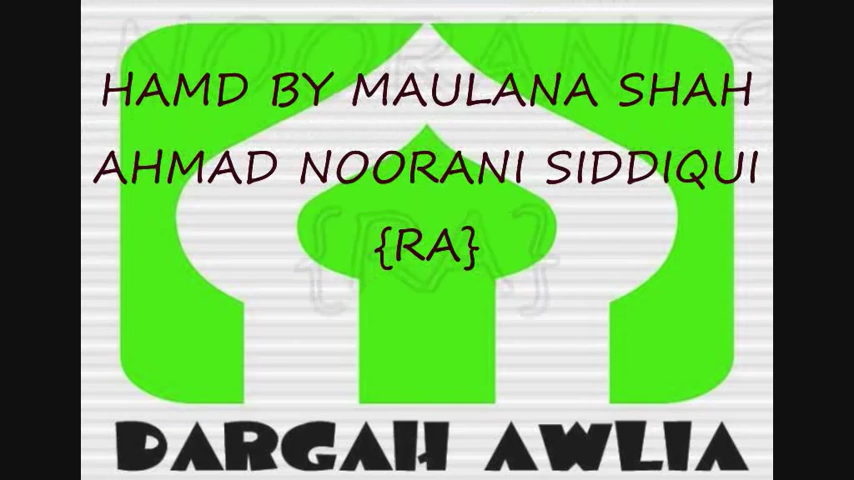 HAMD BY MAULANA SHAH
AHMAD NOORANI SIDDIQUI
{RA}
DARGAH AWLIA